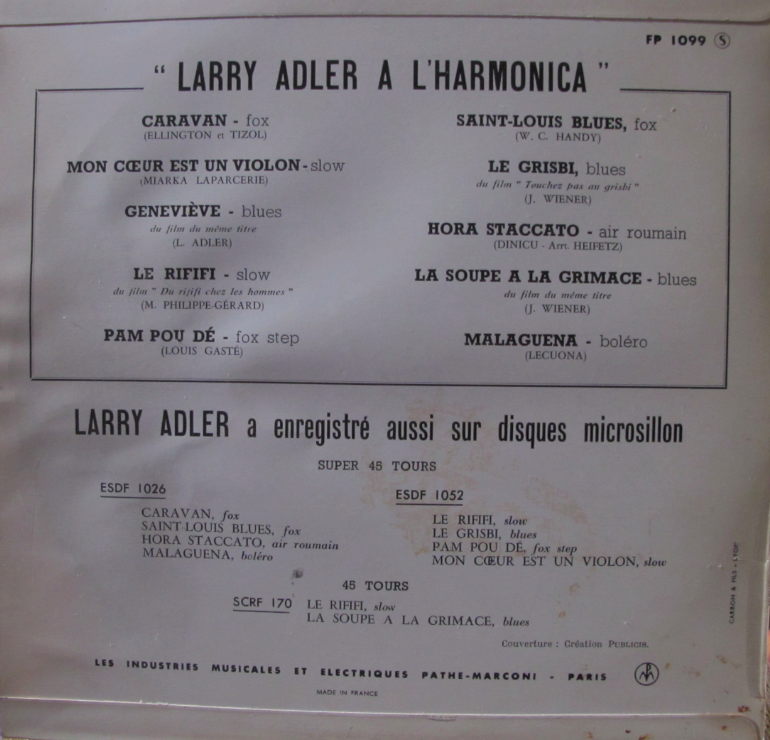 FP 1099 Ⓢ
" LARRY ADLER A L'HARMONICA "
CARAVAN - fox
(ELLINGTON et TIZOL)
MON CŒUR EST UN VIOLON - slow
(MIARKA LAPARCERIE)
GENEVIÈVE - blues
du film du même titre
(L. ADLER)
LE RIFIFI - slow
du film " Du rififi chez les hommes "
(M. PHILIPPE-GÉRARD)
PAM POU DÉ - fox step
(LOUIS GASTÉ)
SAINT-LOUIS BLUES, fox
(W. C. HANDY)
LE GRISBI, blues
du film " Touchez pas au grisbi "
(J. WIENER)
HORA STACCATO - air roumain
(DINICU - Arr. HEIFETZ)
LA SOUPE A LA GRIMACE - blues
du film du même titre
(J. WIENER)
MALAGUENA - boléro
(LECUONA)
LARRY ADLER a enregistré aussi sur disques microsillon
SUPER 45 TOURS
ESDF 1026
CARAVAN, fox
SAINT-LOUIS BLUES, fox
HORA STACCATO, air roumain
MALAGUENA, boléro
ESDF 1052
LE RIFIFI, slow
LE GRISBI, blues
PAM POU DÉ, fox step
MON CŒUR EST UN VIOLON, slow
45 TOURS
SCRF 170
LE RIFIFI, slow
LA SOUPE A LA GRIMACE, blues
Couverture : Création PUBLICIS.
LES INDUSTRIES MUSICALES ET ELECTRIQUES PATHE-MARCONI - PARIS
MADE IN FRANCE